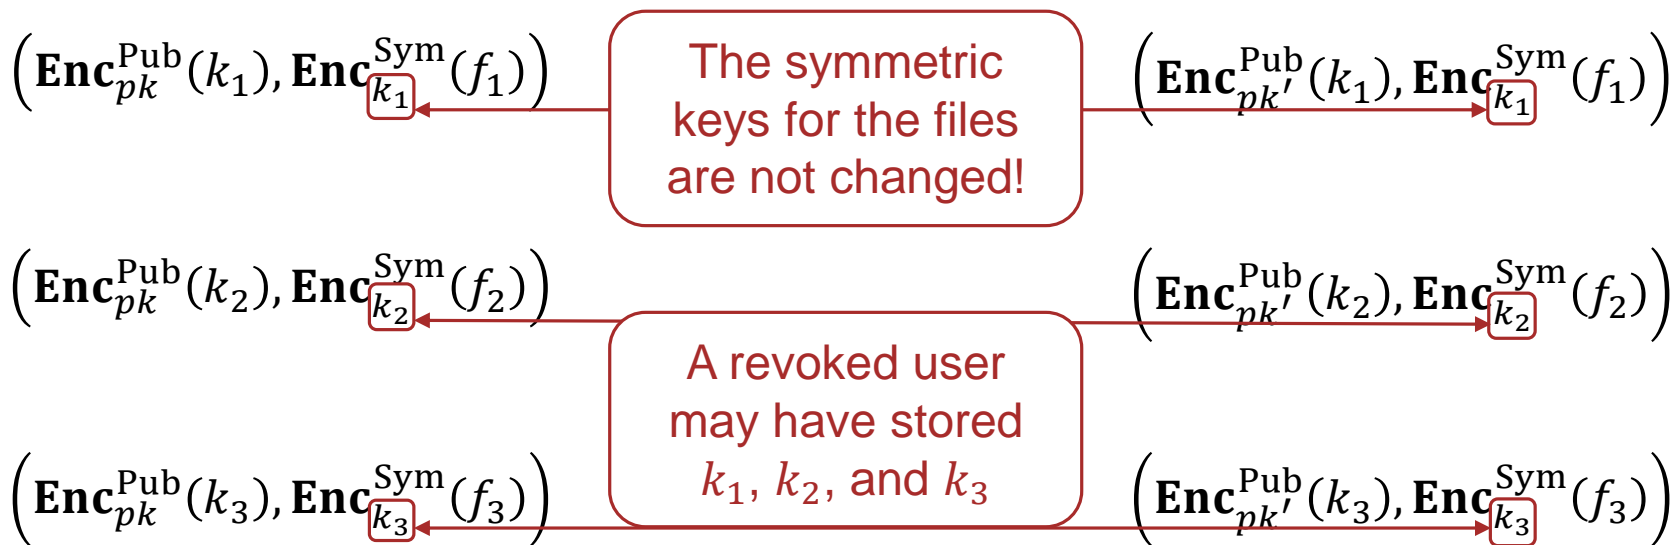 (Enc^Pub_pk(k₁), Enc^Sym_k₁(f₁))
The symmetric
keys for the files
are not changed!
(Enc^Pub_pk′(k₁), Enc^Sym_k₁(f₁))
(Enc^Pub_pk(k₂), Enc^Sym_k₂(f₂))
(Enc^Pub_pk′(k₂), Enc^Sym_k₂(f₂))
A revoked user
may have stored
k₁, k₂, and k₃
(Enc^Pub_pk(k₃), Enc^Sym_k₃(f₃))
(Enc^Pub_pk′(k₃), Enc^Sym_k₃(f₃))